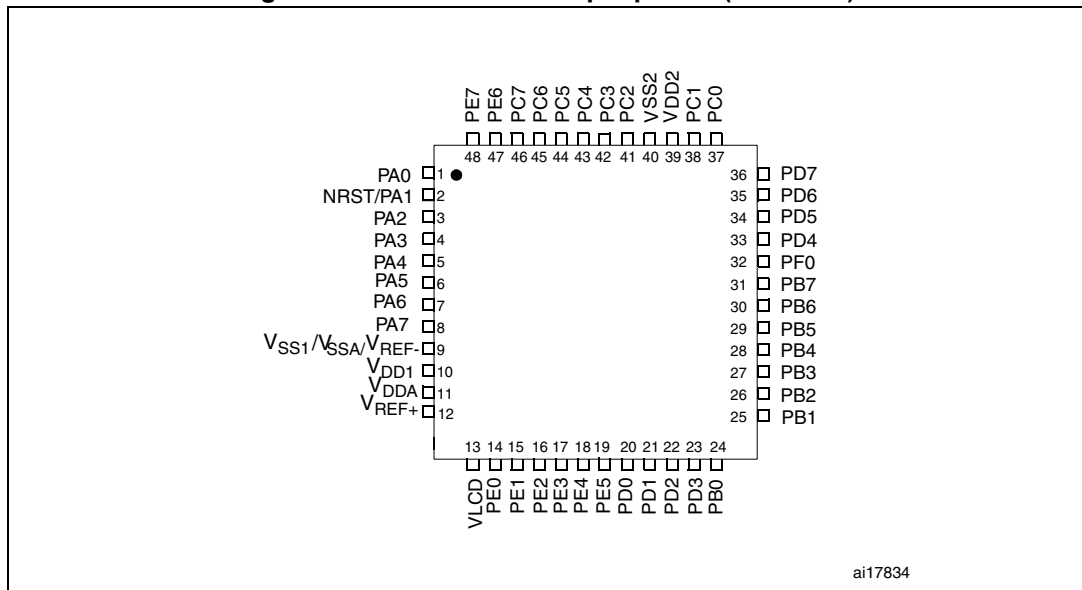 PE7 PE6 PC7 PC6 PC5 PC4 PC3 PC2 VSS2 VDD2 PC1 PC0
48 47 46 45 44 43 42 41 40 39 38 37
PA0 1 36 PD7
NRST/PA1 2 35 PD6
PA2 3 34 PD5
PA3 4 33 PD4
PA4 5 32 PF0
PA5 6 31 PB7
PA6 7 30 PB6
PA7 8 29 PB5
VSS1/VSSA/VREF- 9 28 PB4
VDD1 10 27 PB3
VDDA 11 26 PB2
VREF+ 12 25 PB1
13 14 15 16 17 18 19 20 21 22 23 24
VLCD PE0 PE1 PE2 PE3 PE4 PE5 PD0 PD1 PD2 PD3 PB0
ai17834